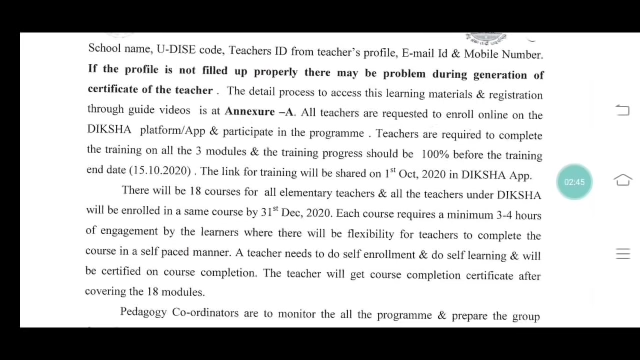 School name, U-DISE code, Teachers ID from teacher's profile, E-mail Id & Mobile Number.
If the profile is not filled up properly there may be problem during generation of
certificate of the teacher . The detail process to access this learning materials & registration
through guide videos is at Annexure –A. All teachers are requested to enroll online on the
DIKSHA platform/App & participate in the programme . Teachers are required to complete
the training on all the 3 modules & the training progress should be 100% before the training
end date (15.10.2020) . The link for training will be shared on 1st Oct, 2020 in DIKSHA App.
There will be 18 courses for all elementary teachers & all the teachers under DIKSHA
will be enrolled in a same course by 31st Dec, 2020. Each course requires a minimum 3-4 hours
of engagement by the learners where there will be flexibility for teachers to complete the
course in a self paced manner. A teacher needs to do self enrollment & do self learning & will
be certified on course completion. The teacher will get course completion certificate after
covering the 18 modules.
Pedagogy Co-ordinators are to monitor the all the programme & prepare the group
02:45